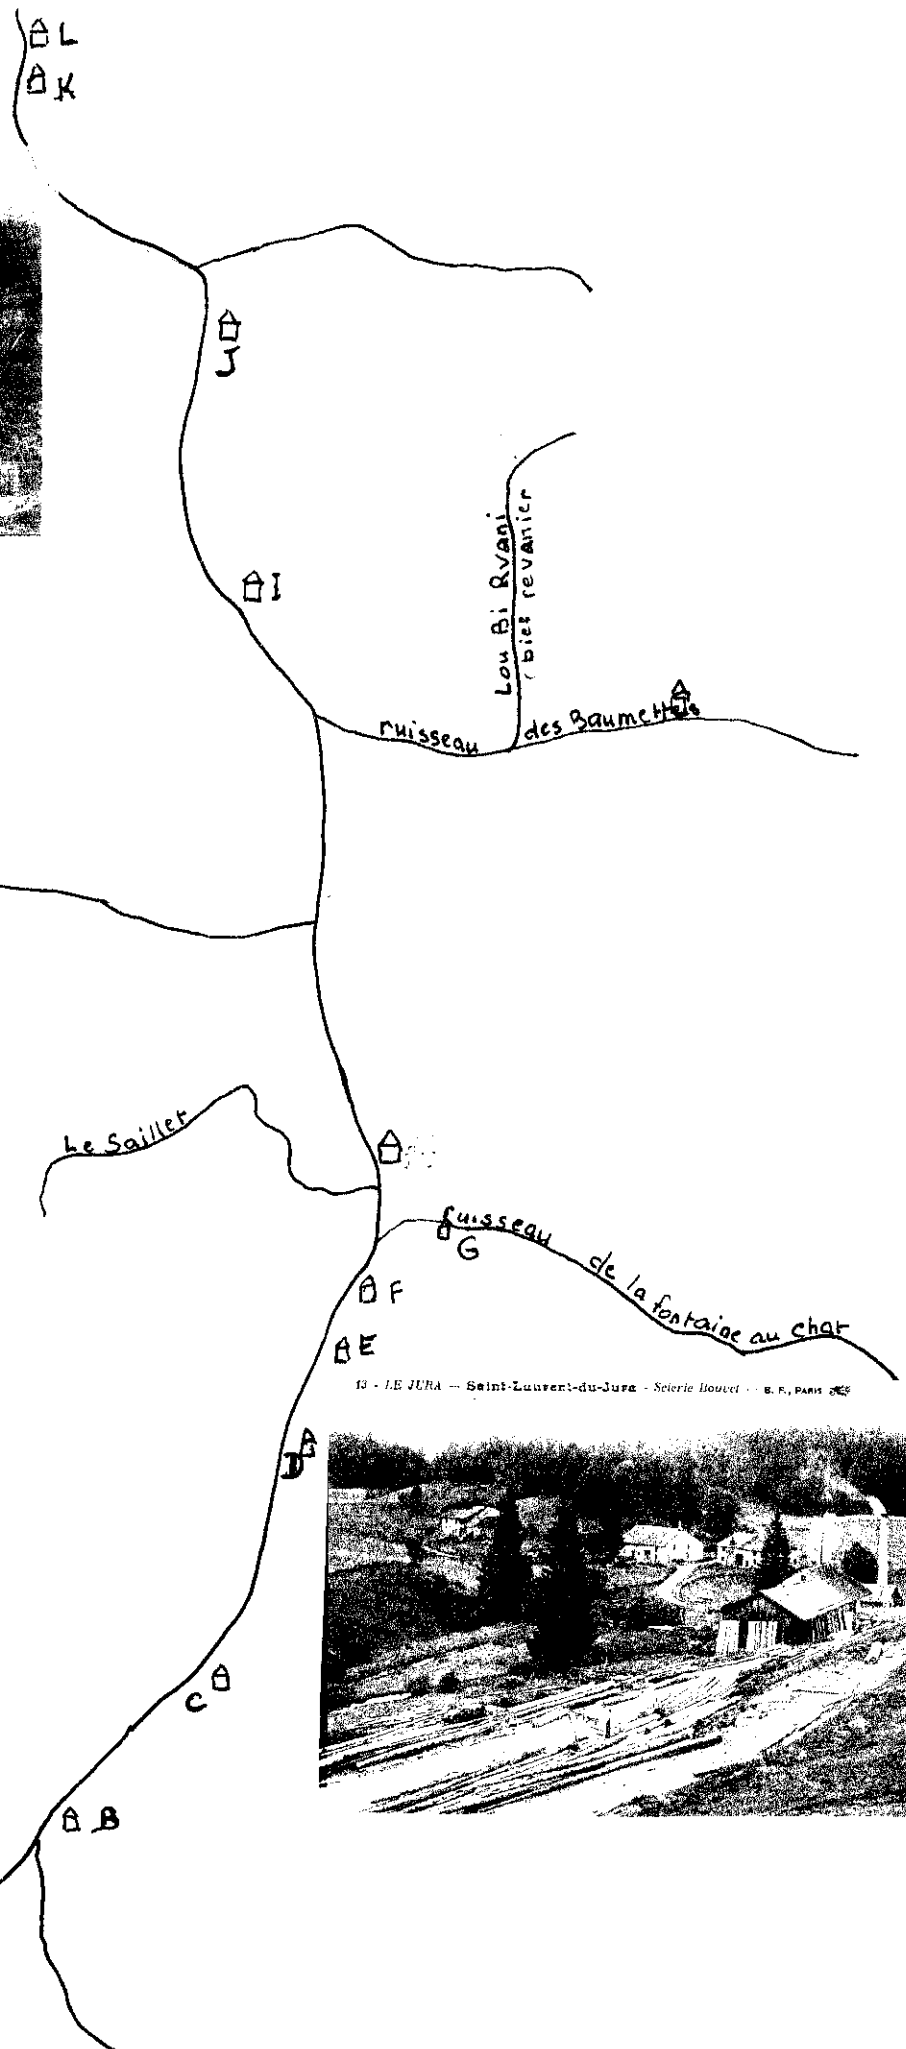 L
K
J
I
Lou Bi Rvani
bief revanier
ruisseau des Baumettes
Le Saillet
ruisseau de la fontaine au chat
G
F
E
13 - LE JURA — Saint-Laurent-du-Jura - Scierie Bouvet - B. F., PARIS
D
C
B